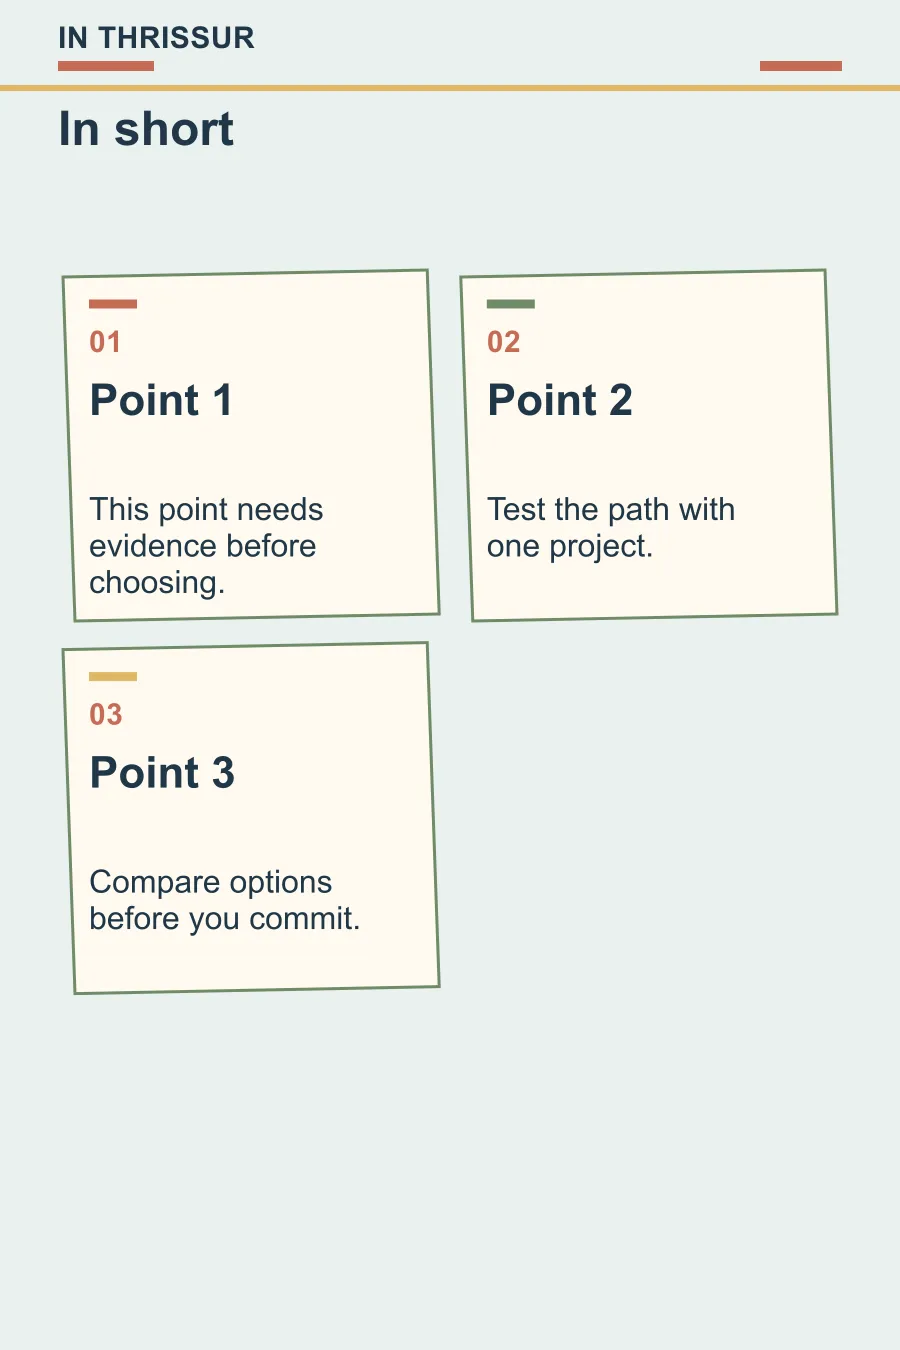 IN THRISSUR
In short
01
Point 1
This point needs
evidence before
choosing.
02
Point 2
Test the path with
one project.
03
Point 3
Compare options
before you commit.